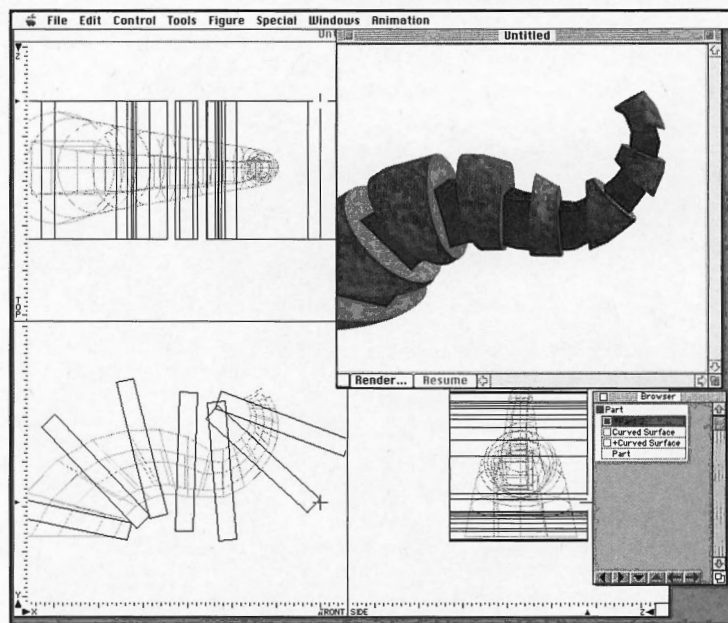 File Edit Control Tools Figure Special Windows Animation
Untitled
Z
TOP
Render... Resume
Browser
Part
Curved Surface
+Curved Surface
Part
Y
X
FRONT SIDE
Z